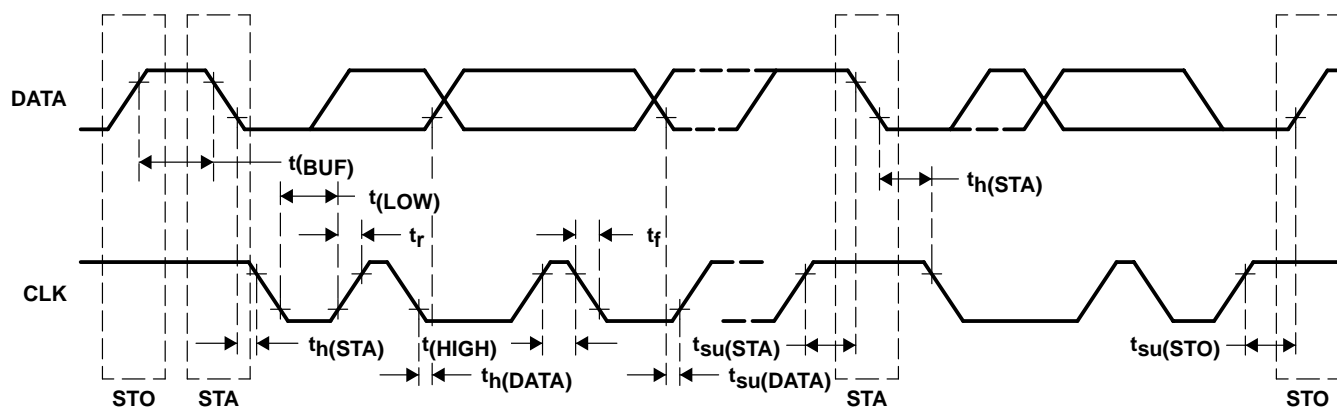 DATA
t(BUF)
t(LOW)
tr
tf
th(STA)
CLK
th(STA)
t(HIGH)
th(DATA)
tsu(STA)
tsu(DATA)
tsu(STO)
STO
STA
STA
STO